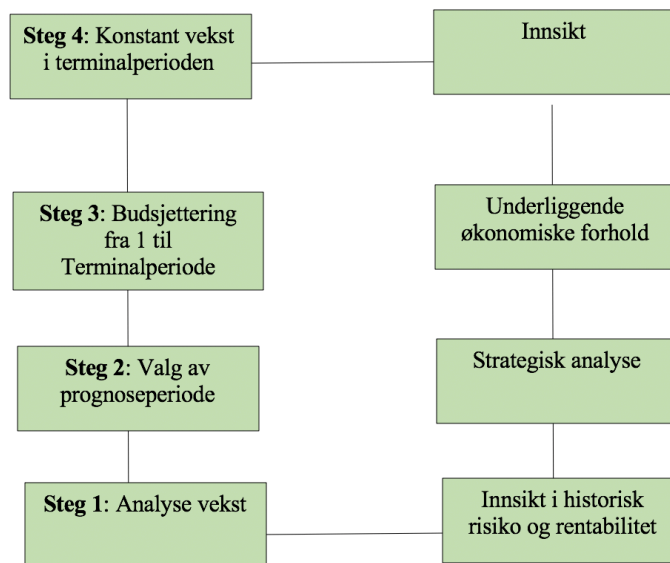 Steg 4: Konstant vekst
i terminalperioden
Innsikt
Steg 3: Budsjettering
fra 1 til
Terminalperiode
Underliggende
økonomiske forhold
Steg 2: Valg av
prognoseperiode
Strategisk analyse
Steg 1: Analyse vekst
Innsikt i historisk
risiko og rentabilitet